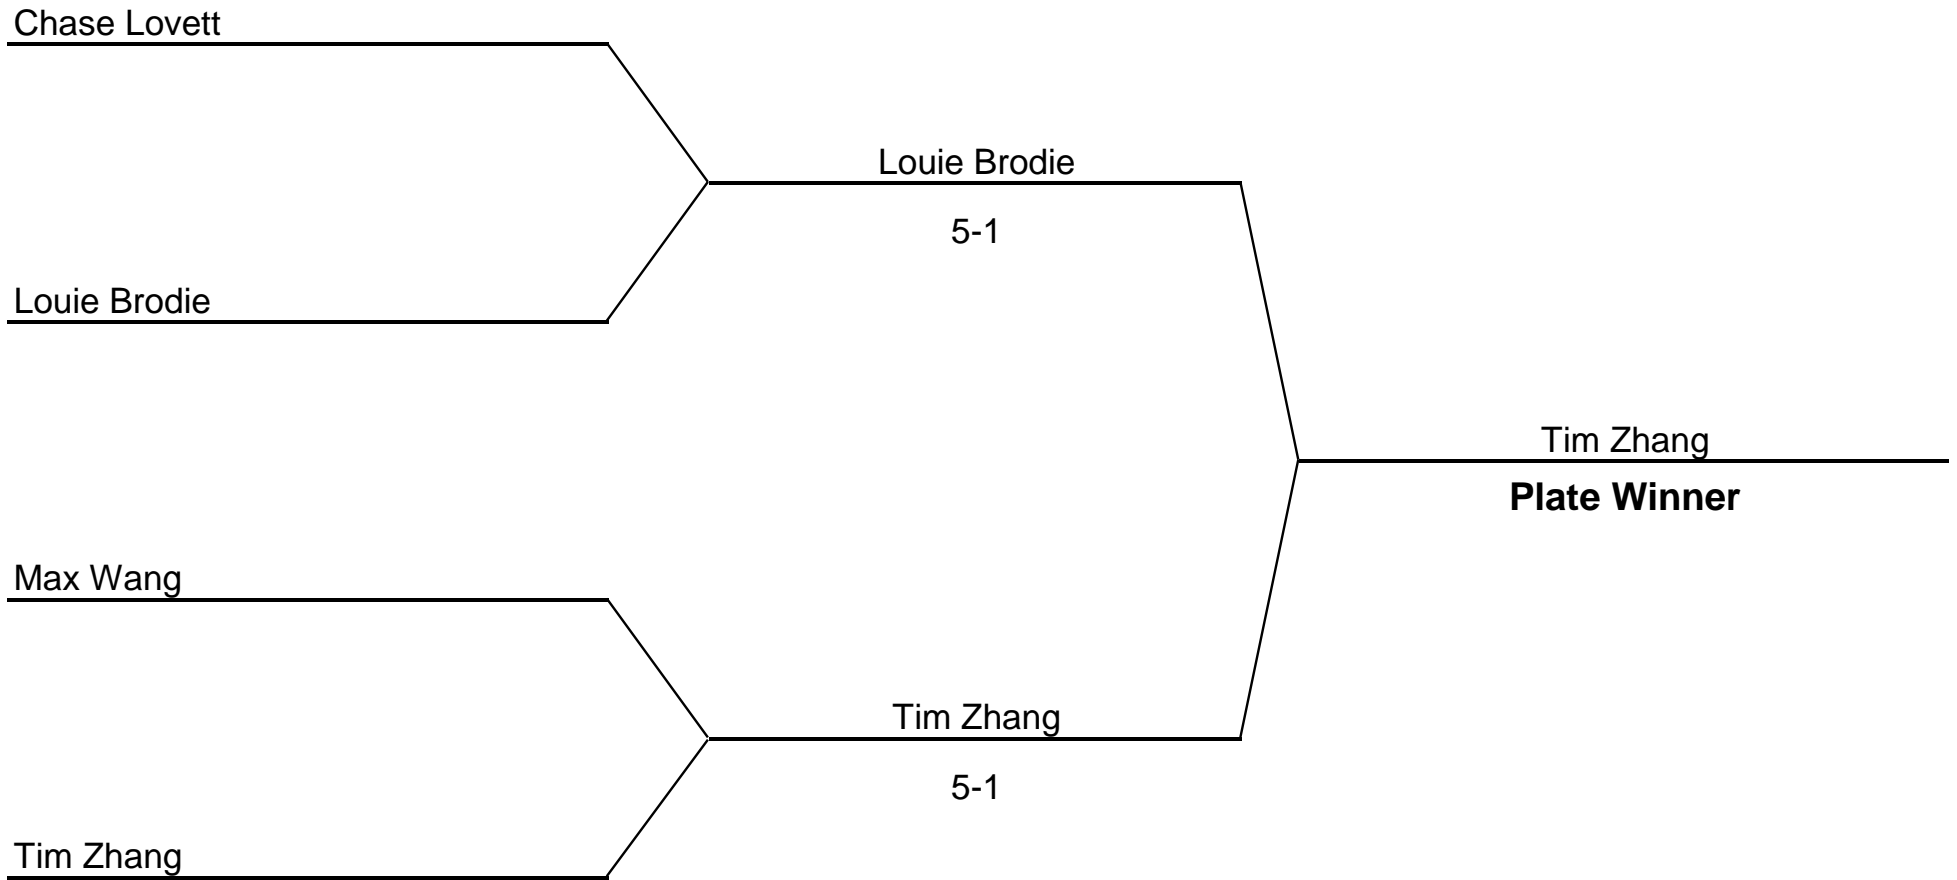 Chase Lovett
Louie Brodie
5-1
Louie Brodie
Tim Zhang
Plate Winner
Max Wang
Tim Zhang
5-1
Tim Zhang